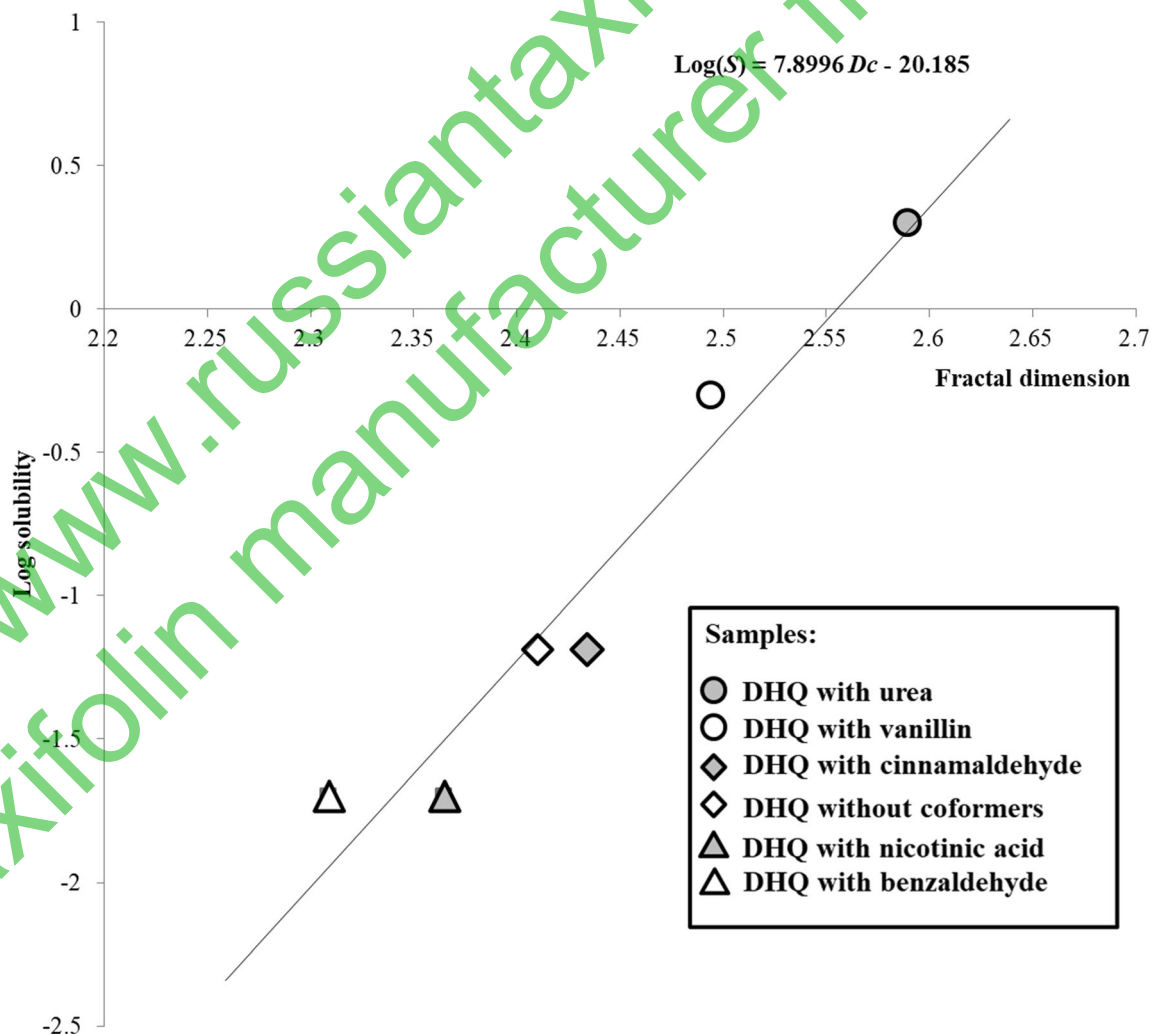 Log(S) = 7.8996 Dc - 20.185
1
0.5
0
-0.5
-1
-1.5
-2
-2.5
2.2
2.25
2.3
2.35
2.4
2.45
2.5
2.55
2.6
2.65
2.7
Fractal dimension
Log solubility
Samples:
DHQ with urea
DHQ with vanillin
DHQ with cinnamaldehyde
DHQ without coformers
DHQ with nicotinic acid
DHQ with benzaldehyde
www.russiantax
xifolin manufacturer